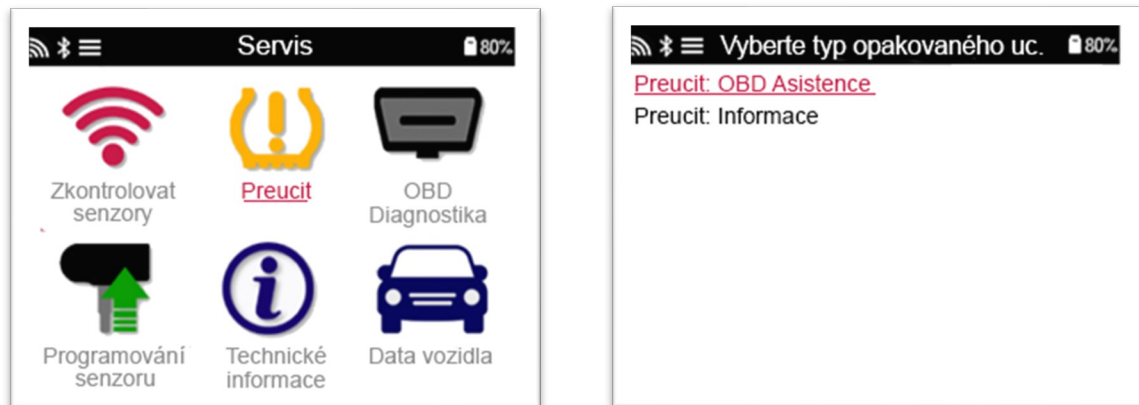 Servis
80%
Zkontrolovat
senzory
Preucit
OBD
Diagnostika
Programování
senzoru
Technické
informace
Data vozidla
Vyberte typ opakovaného uc.
80%
Preucit: OBD Asistence
Preucit: Informace